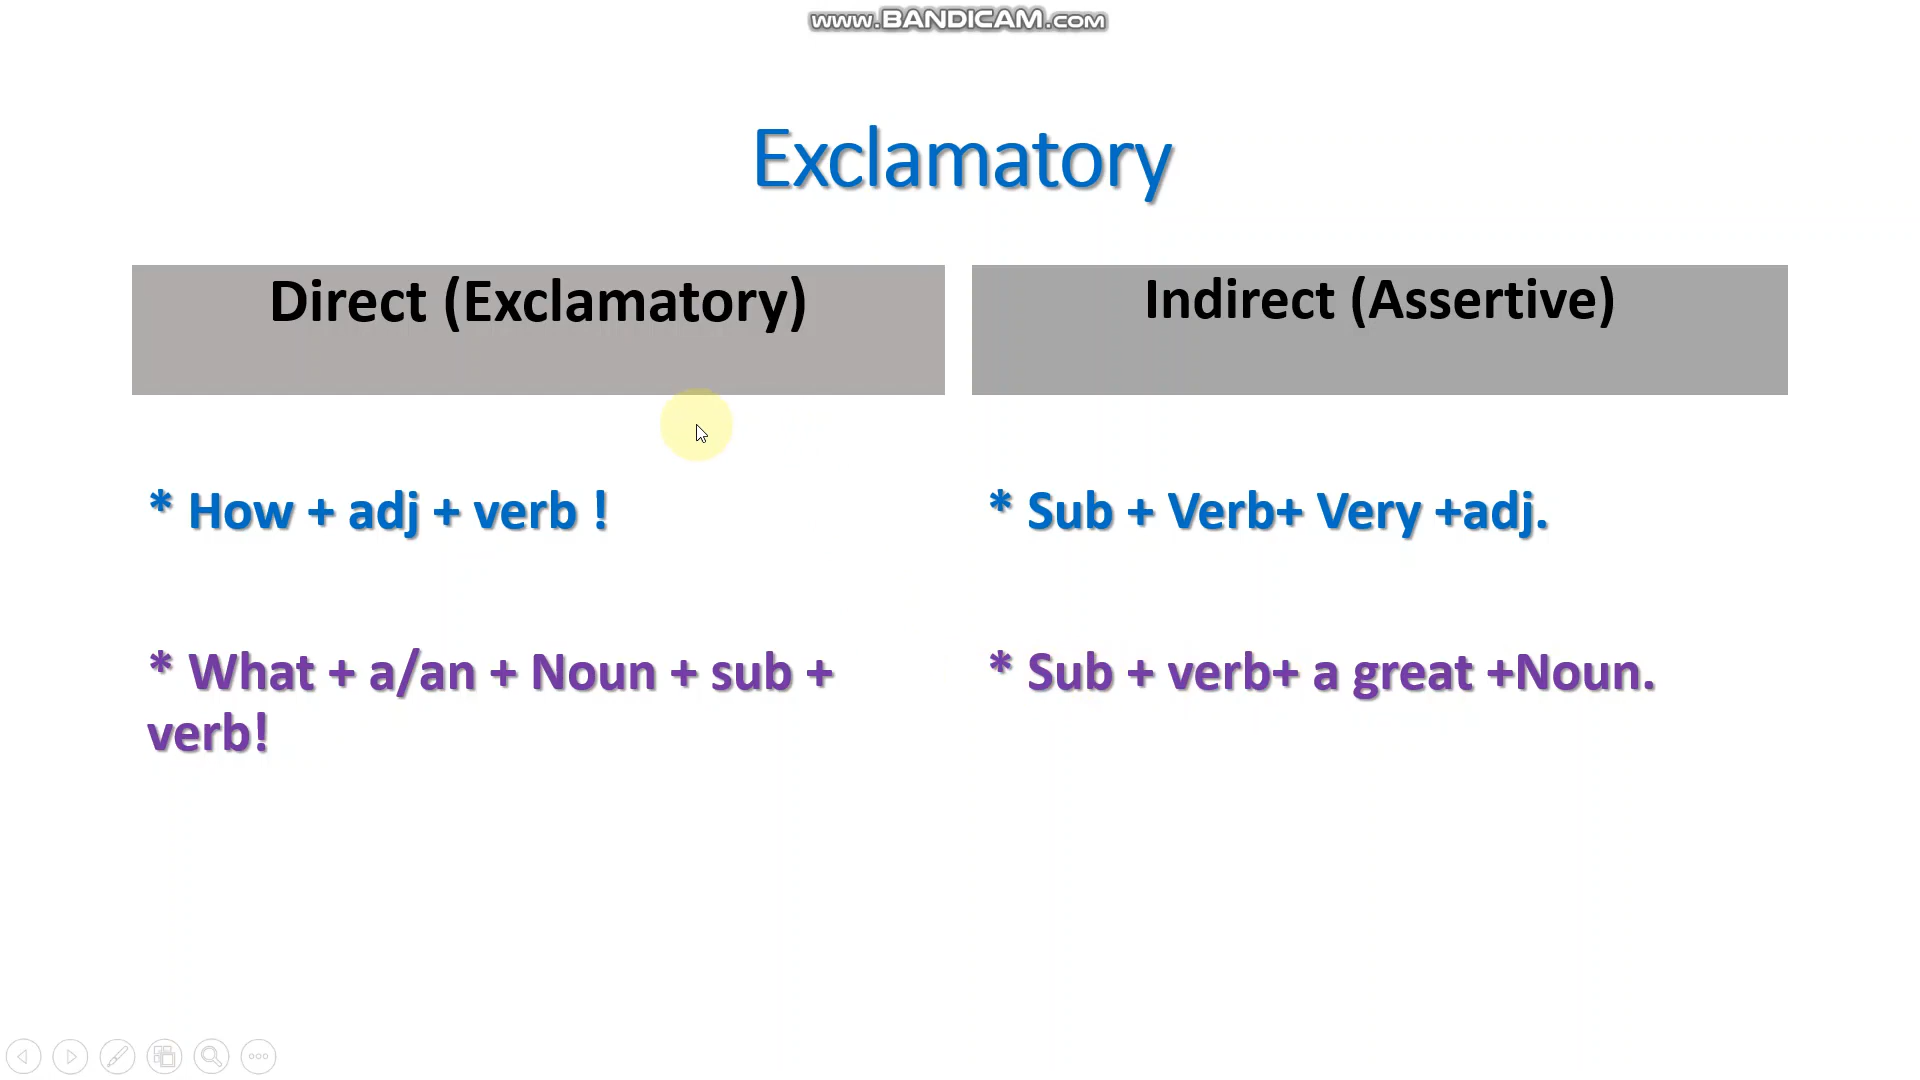 www.BANDICAM.com
Exclamatory
Direct (Exclamatory)
Indirect (Assertive)
* How + adj + verb !
* Sub + Verb+ Very +adj.
* What + a/an + Noun + sub +
verb!
* Sub + verb+ a great +Noun.